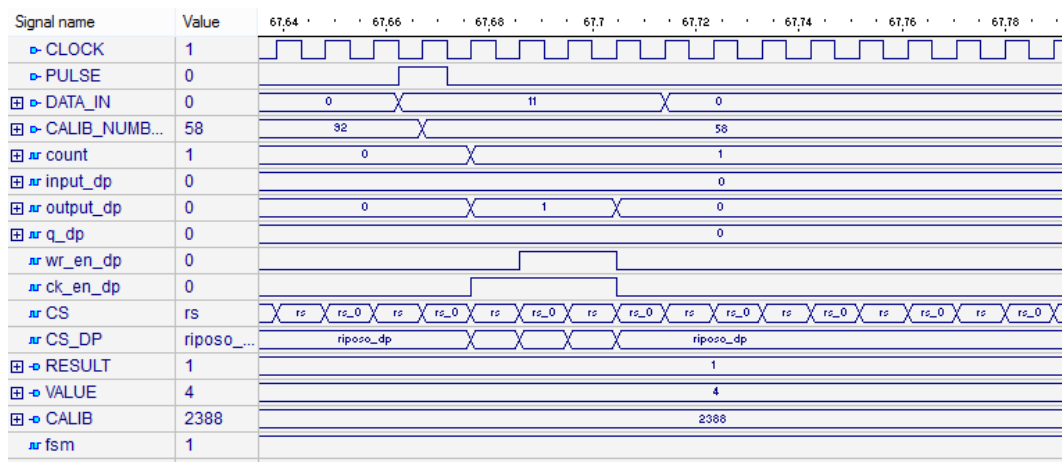 Signal name Value 67,64 67,66 67,68 67,7 67,72 67,74 67,76 67,78
CLOCK 1
PULSE 0
DATA_IN 0 0 11 0
CALIB_NUMB... 58 92 58
count 1 0 1
input_dp 0 0
output_dp 0 0 1 0
q_dp 0 0
wr_en_dp 0
ck_en_dp 0
CS rs rs rs_0 rs rs_0 rs rs_0 rs rs_0 rs rs_0 rs rs_0 rs rs_0 rs rs_0
CS_DP riposo_... riposo_dp riposo_dp
RESULT 1 1
VALUE 4 4
CALIB 2388 2388
fsm 1